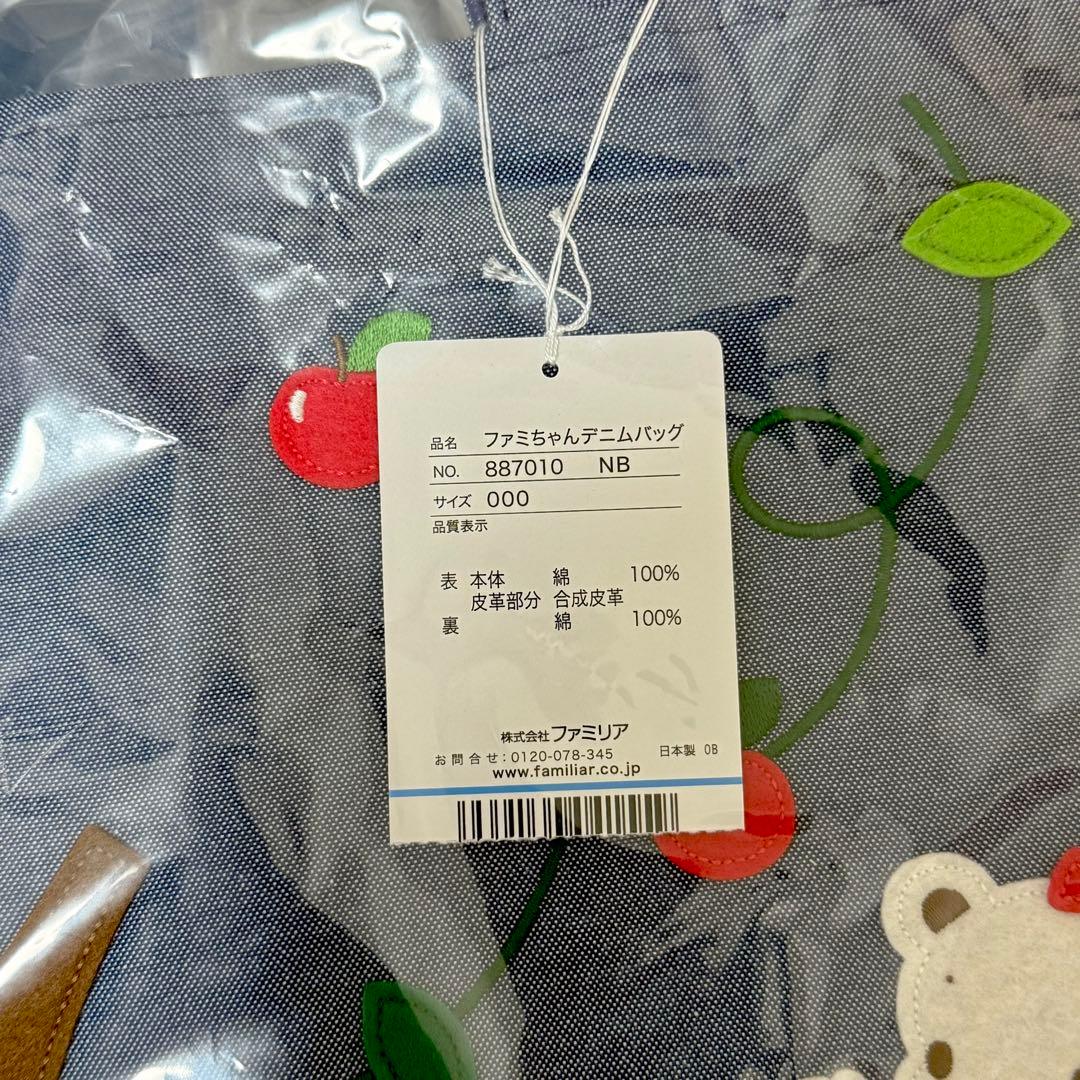 品名 ファミちゃんデニムバッグ
NO. 887010 NB
サイズ 000
品質表示
表 本体 綿 100%
皮革部分 合成皮革
裏 綿 100%
株式会社ファミリア
お問合せ:0120-078-345 日本製 0B
www.familiar.co.jp